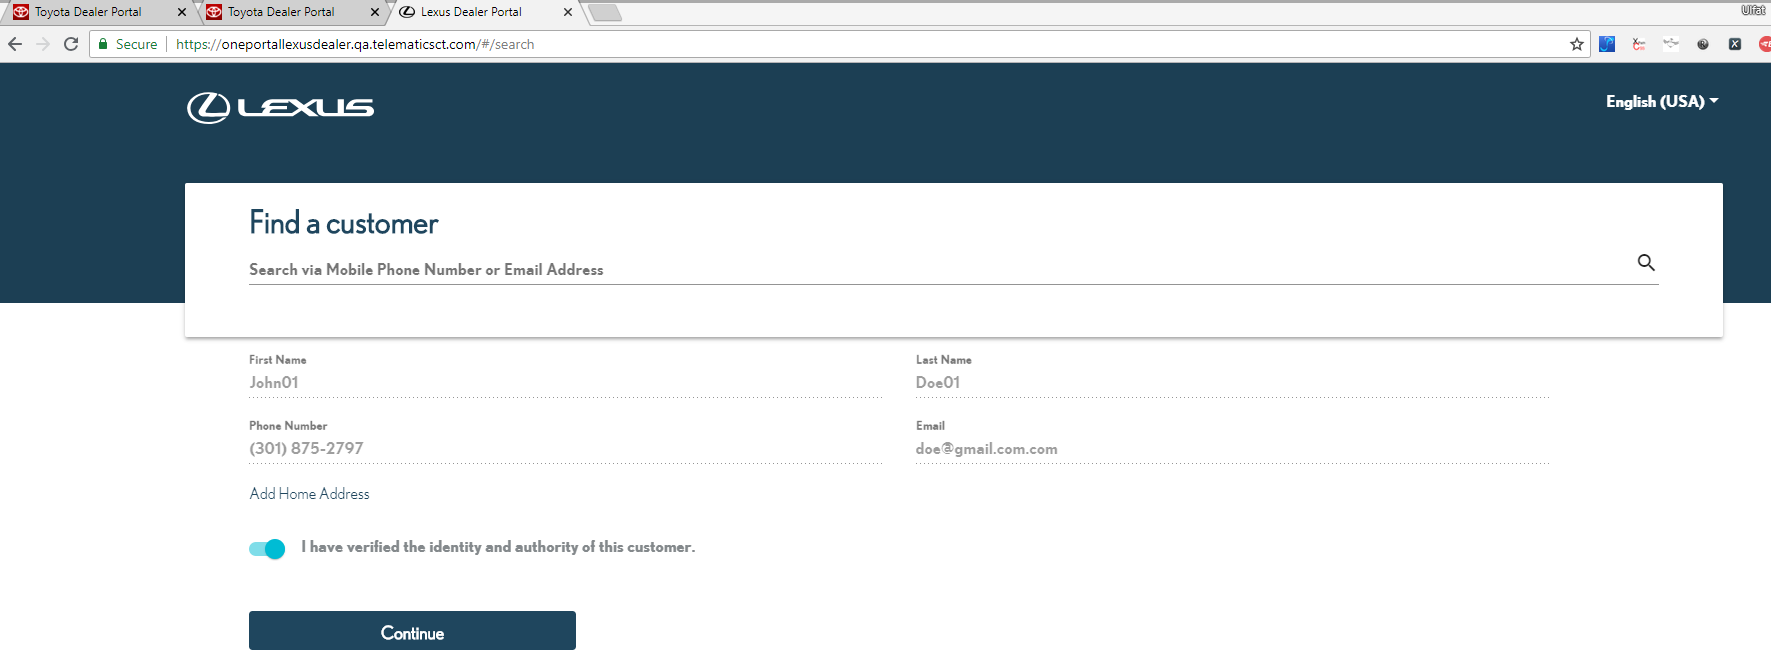 Toyota Dealer Portal Toyota Dealer Portal Lexus Dealer Portal Ulfat
Secure https://oneportallexusdealer.qa.telematicsct.com/#/search
LEXUS English (USA)
Find a customer
Search via Mobile Phone Number or Email Address
First Name Last Name
John01 Doe01
Phone Number Email
(301) 875-2797 doe@gmail.com.com
Add Home Address
I have verified the identity and authority of this customer.
Continue